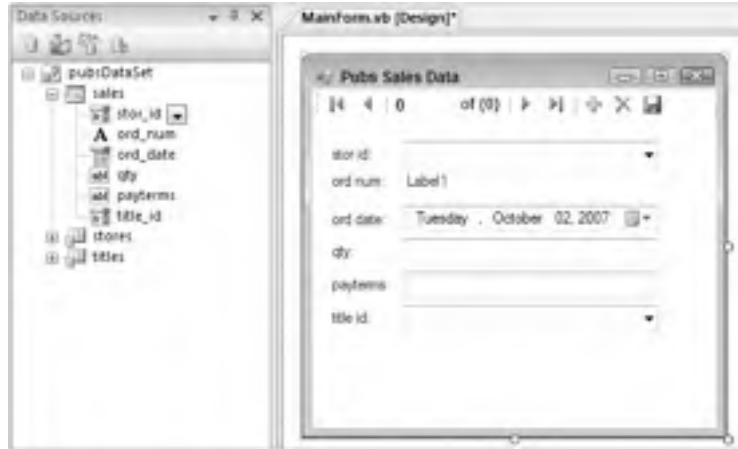 Data Sources
Mainform.vb [Design]*
pubsDataSet
sales
stor_id
ord_num
ord_date
qty
payterms
title_id
stores
titles
Pubs Sales Data
0 of {0}
stor id:
ord num: Label1
ord date: Tuesday , October 02, 2007
qty:
payterms:
title id: